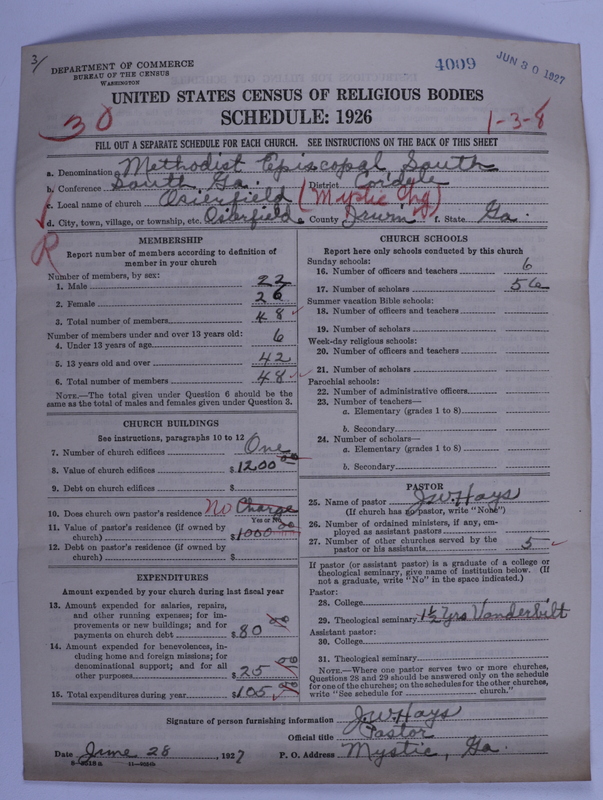 3/
DEPARTMENT OF COMMERCE
BUREAU OF THE CENSUS
WASHINGTON
4009
JUN 30 1927
UNITED STATES CENSUS OF RELIGIOUS BODIES
SCHEDULE: 1926
30
1-3-8
FILL OUT A SEPARATE SCHEDULE FOR EACH CHURCH. SEE INSTRUCTIONS ON THE BACK OF THIS SHEET
a. Denomination Methodist Episcopal South
b. Conference South Ga. District Cordele
c. Local name of church Osierfield (Mystic Chg)
d. City, town, village, or township, etc. Osierfield e. County Irwin f. State Ga.
R
MEMBERSHIP
Report number of members according to definition of
member in your church
Number of members, by sex:
1. Male 22
2. Female 26
3. Total number of members 48
Number of members under and over 13 years old:
4. Under 13 years of age 6
5. 13 years old and over 42
6. Total number of members 48
NOTE.—The total given under Question 6 should be
same as the total of males and females given under Question 3.
CHURCH BUILDINGS
See instructions, paragraphs 10 to 12
7. Number of church edifices One
8. Value of church edifices $1200 00
9. Debt on church edifices $
10. Does church own pastor's residence No Charge
Yes or No
11. Value of pastor's residence (if owned by
church) $1000 00
12. Debt on pastor's residence (if owned by
church) $
EXPENDITURES
Amount expended by your church during last fiscal year
13. Amount expended for salaries, repairs,
and other running expenses; for im-
provements or new buildings; and for
payments on church debt $80 00
14. Amount expended for benevolences, in-
cluding home and foreign missions; for
denominational support; and for all
other purposes $25 00
15. Total expenditures during year $105 00
CHURCH SCHOOLS
Report here only schools conducted by this church
Sunday schools:
16. Number of officers and teachers 6
17. Number of scholars 56
Summer vacation Bible schools:
18. Number of officers and teachers
19. Number of scholars
Week-day religious schools:
20. Number of officers and teachers
21. Number of scholars
Parochial schools:
22. Number of administrative officers
23. Number of teachers—
a. Elementary (grades 1 to 8)
b. Secondary
24. Number of scholars—
a. Elementary (grades 1 to 8)
b. Secondary
PASTOR
25. Name of pastor J.W. Hays
(If church has no pastor, write "None")
26. Number of ordained ministers, if any, em-
ployed as assistant pastors
27. Number of other churches served by the
pastor or his assistants 5
If pastor (or assistant pastor) is a graduate of a college or
theological seminary, give name of institution below. (If
not a graduate, write "No" in the space indicated.)
Pastor:
28. College
29. Theological seminary 1½ Yrs Vanderbilt
Assistant pastor:
30. College
31. Theological seminary
NOTE.—Where one pastor serves two or more churches,
Questions 28 and 29 should be answered only on the schedule
for one of the churches; on the schedules for the other churches,
write "See schedule for church."
Signature of person furnishing information J.W. Hays
Official title Pastor
Date June 28 1927 P. O. Address Mystic, Ga.